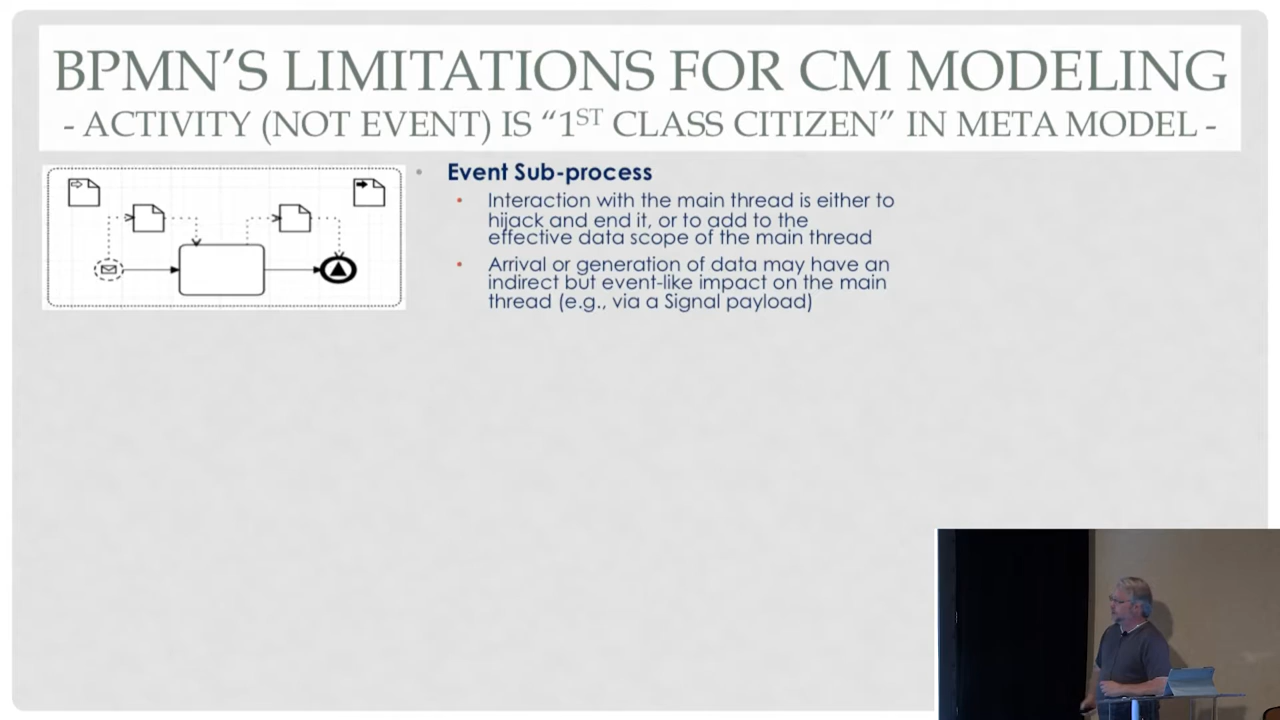 BPMN'S LIMITATIONS FOR CM MODELING
- ACTIVITY (NOT EVENT) IS “1ST CLASS CITIZEN” IN META MODEL -
• Event Sub-process
• Interaction with the main thread is either to
hijack and end it, or to add to the
effective data scope of the main thread
• Arrival or generation of data may have an
indirect but event-like impact on the main
thread (e.g., via a Signal payload)